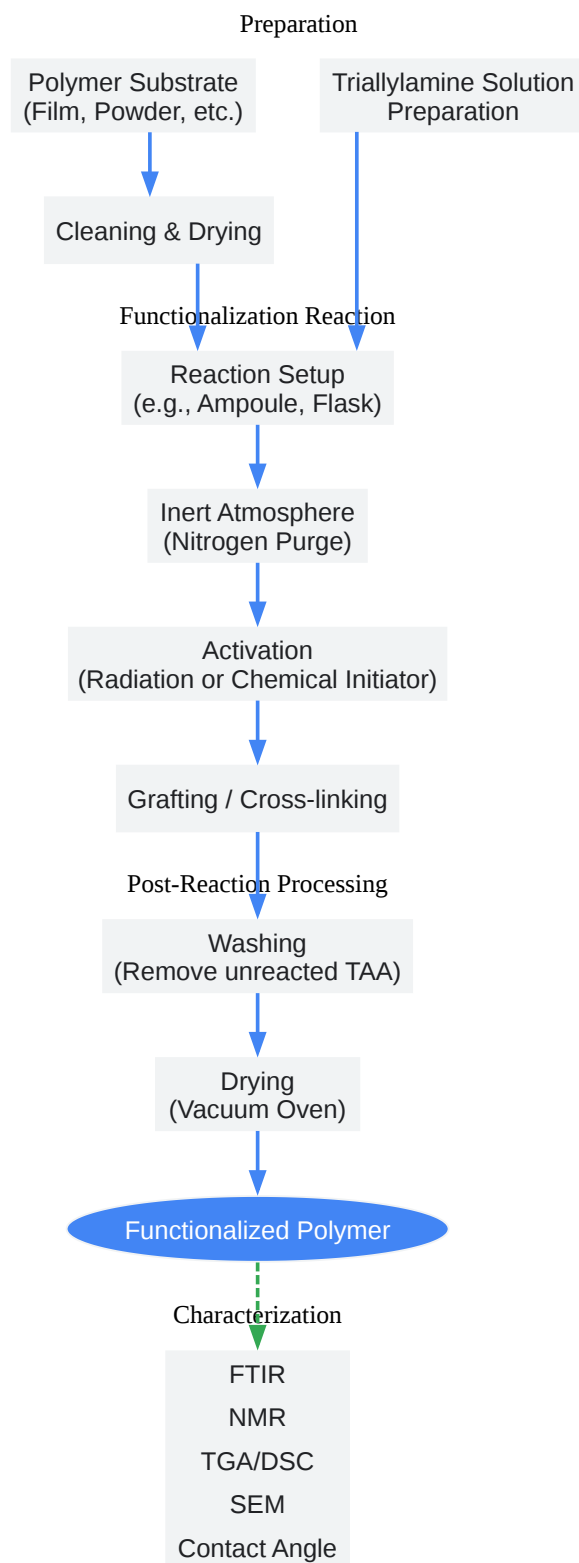 Preparation
Polymer Substrate
(Film, Powder, etc.)
Triallylamine Solution
Preparation
Cleaning & Drying
Functionalization Reaction
Reaction Setup
(e.g., Ampoule, Flask)
Inert Atmosphere
(Nitrogen Purge)
Activation
(Radiation or Chemical Initiator)
Grafting / Cross-linking
Post-Reaction Processing
Washing
(Remove unreacted TAA)
Drying
(Vacuum Oven)
Functionalized Polymer
Characterization
FTIR
NMR
TGA/DSC
SEM
Contact Angle